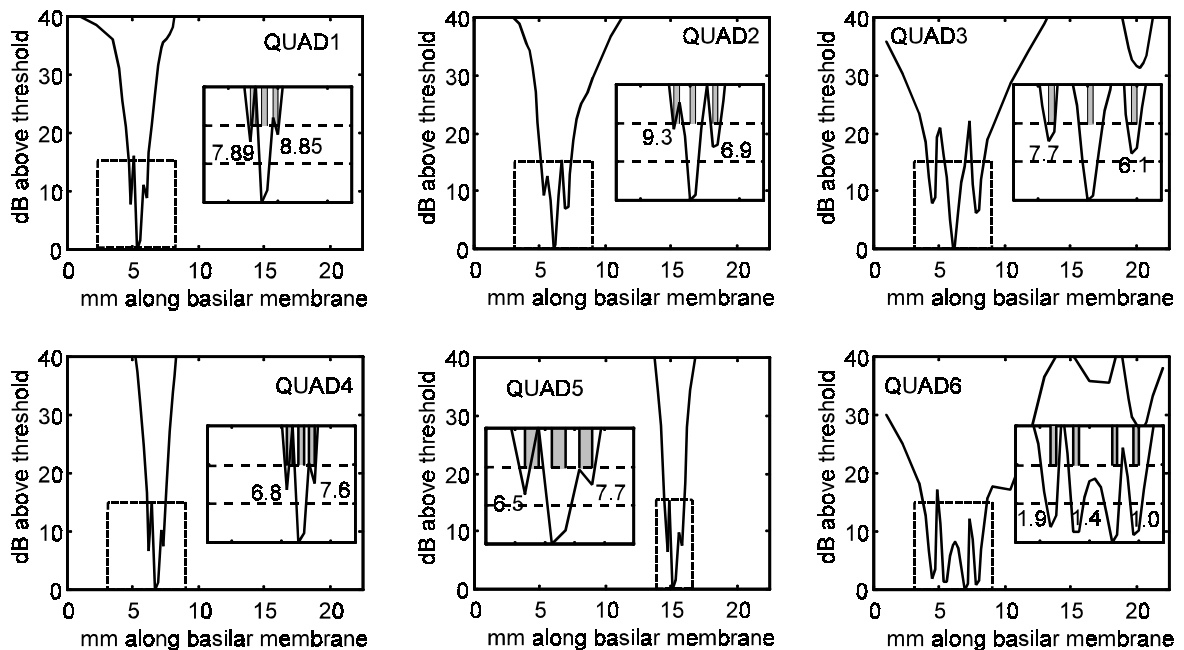 dB above threshold
40
30
20
10
0
QUAD1
7.89
8.85
0 5 10 15 20
mm along basilar membrane
dB above threshold
40
30
20
10
0
QUAD2
9.3
6.9
0 5 10 15 20
mm along basilar membrane
dB above threshold
40
30
20
10
0
QUAD3
7.7
6.1
0 5 10 15 20
mm along basilar membrane
dB above threshold
40
30
20
10
0
QUAD4
6.8
7.6
0 5 10 15 20
mm along basilar membrane
dB above threshold
40
30
20
10
0
QUAD5
6.5
7.7
0 5 10 15 20
mm along basilar membrane
dB above threshold
40
30
20
10
0
QUAD6
1.9 1.4 1.0
0 5 10 15 20
mm along basilar membrane